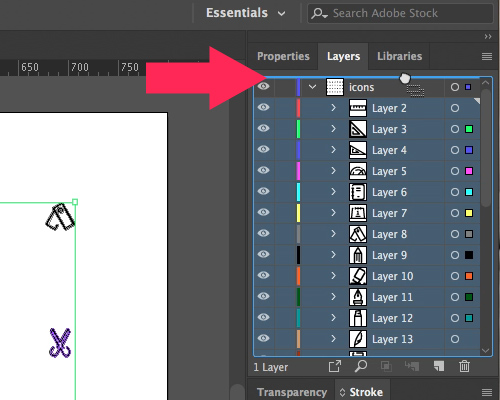 Essentials
Search Adobe Stock
Properties
Layers
Libraries
650
700
750
icons
Layer 2
Layer 3
Layer 4
Layer 5
Layer 6
Layer 7
Layer 8
Layer 9
Layer 10
Layer 11
Layer 12
Layer 13
1 Layer
Transparency
Stroke